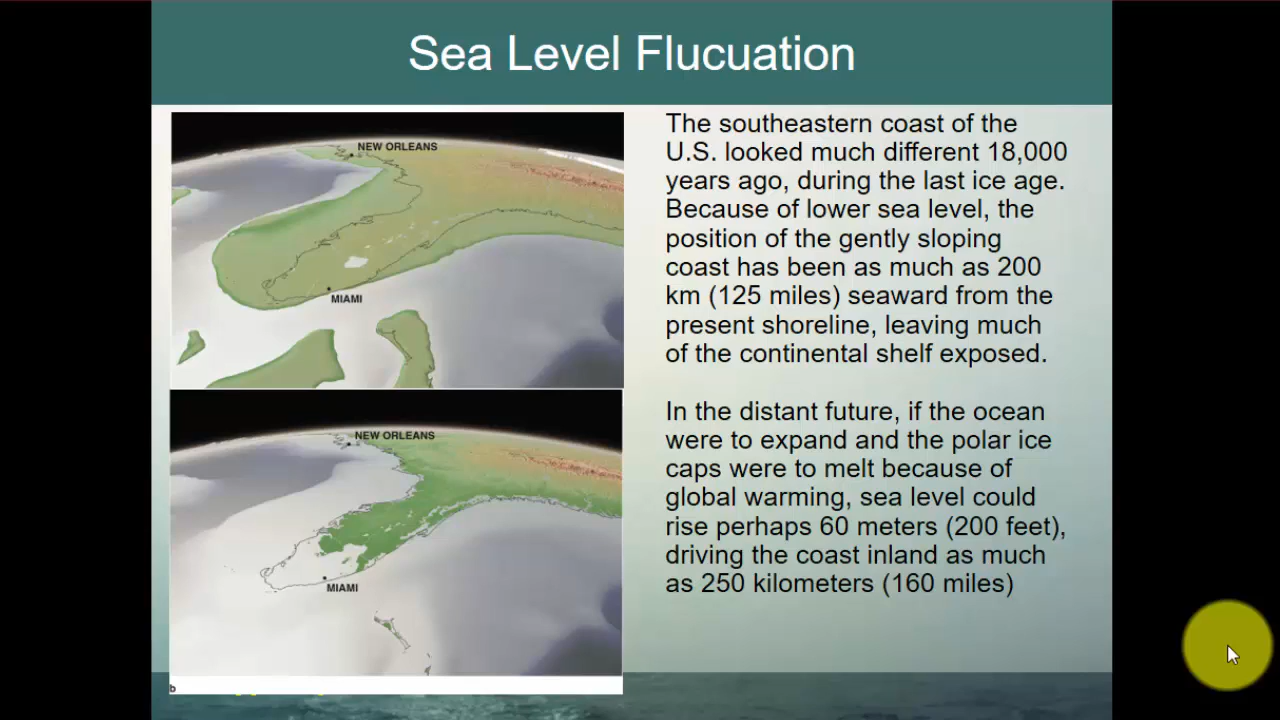 Sea Level Flucuation
NEW ORLEANS
MIAMI
NEW ORLEANS
MIAMI
b
The southeastern coast of the
U.S. looked much different 18,000
years ago, during the last ice age.
Because of lower sea level, the
position of the gently sloping
coast has been as much as 200
km (125 miles) seaward from the
present shoreline, leaving much
of the continental shelf exposed.
In the distant future, if the ocean
were to expand and the polar ice
caps were to melt because of
global warming, sea level could
rise perhaps 60 meters (200 feet),
driving the coast inland as much
as 250 kilometers (160 miles)